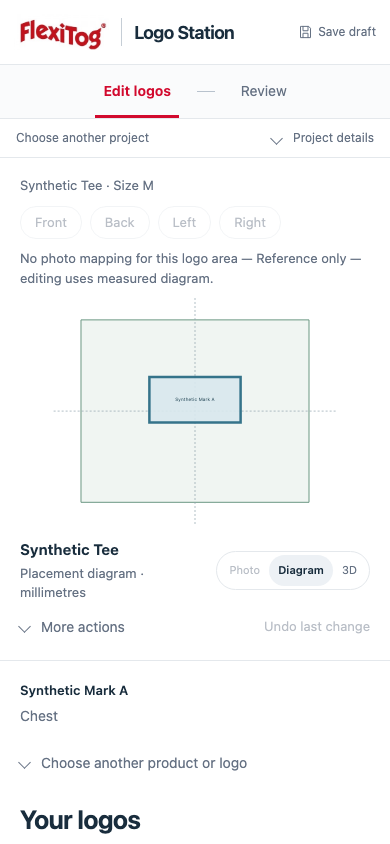 FlexiTog®
Logo Station
Save draft
Edit logos
Review
Choose another project
Project details
Synthetic Tee · Size M
Front
Back
Left
Right
No photo mapping for this logo area — Reference only —
editing uses measured diagram.
Synthetic Mark A
Synthetic Tee
Placement diagram ·
millimetres
Photo
Diagram
3D
More actions
Undo last change
Synthetic Mark A
Chest
Choose another product or logo
Your logos